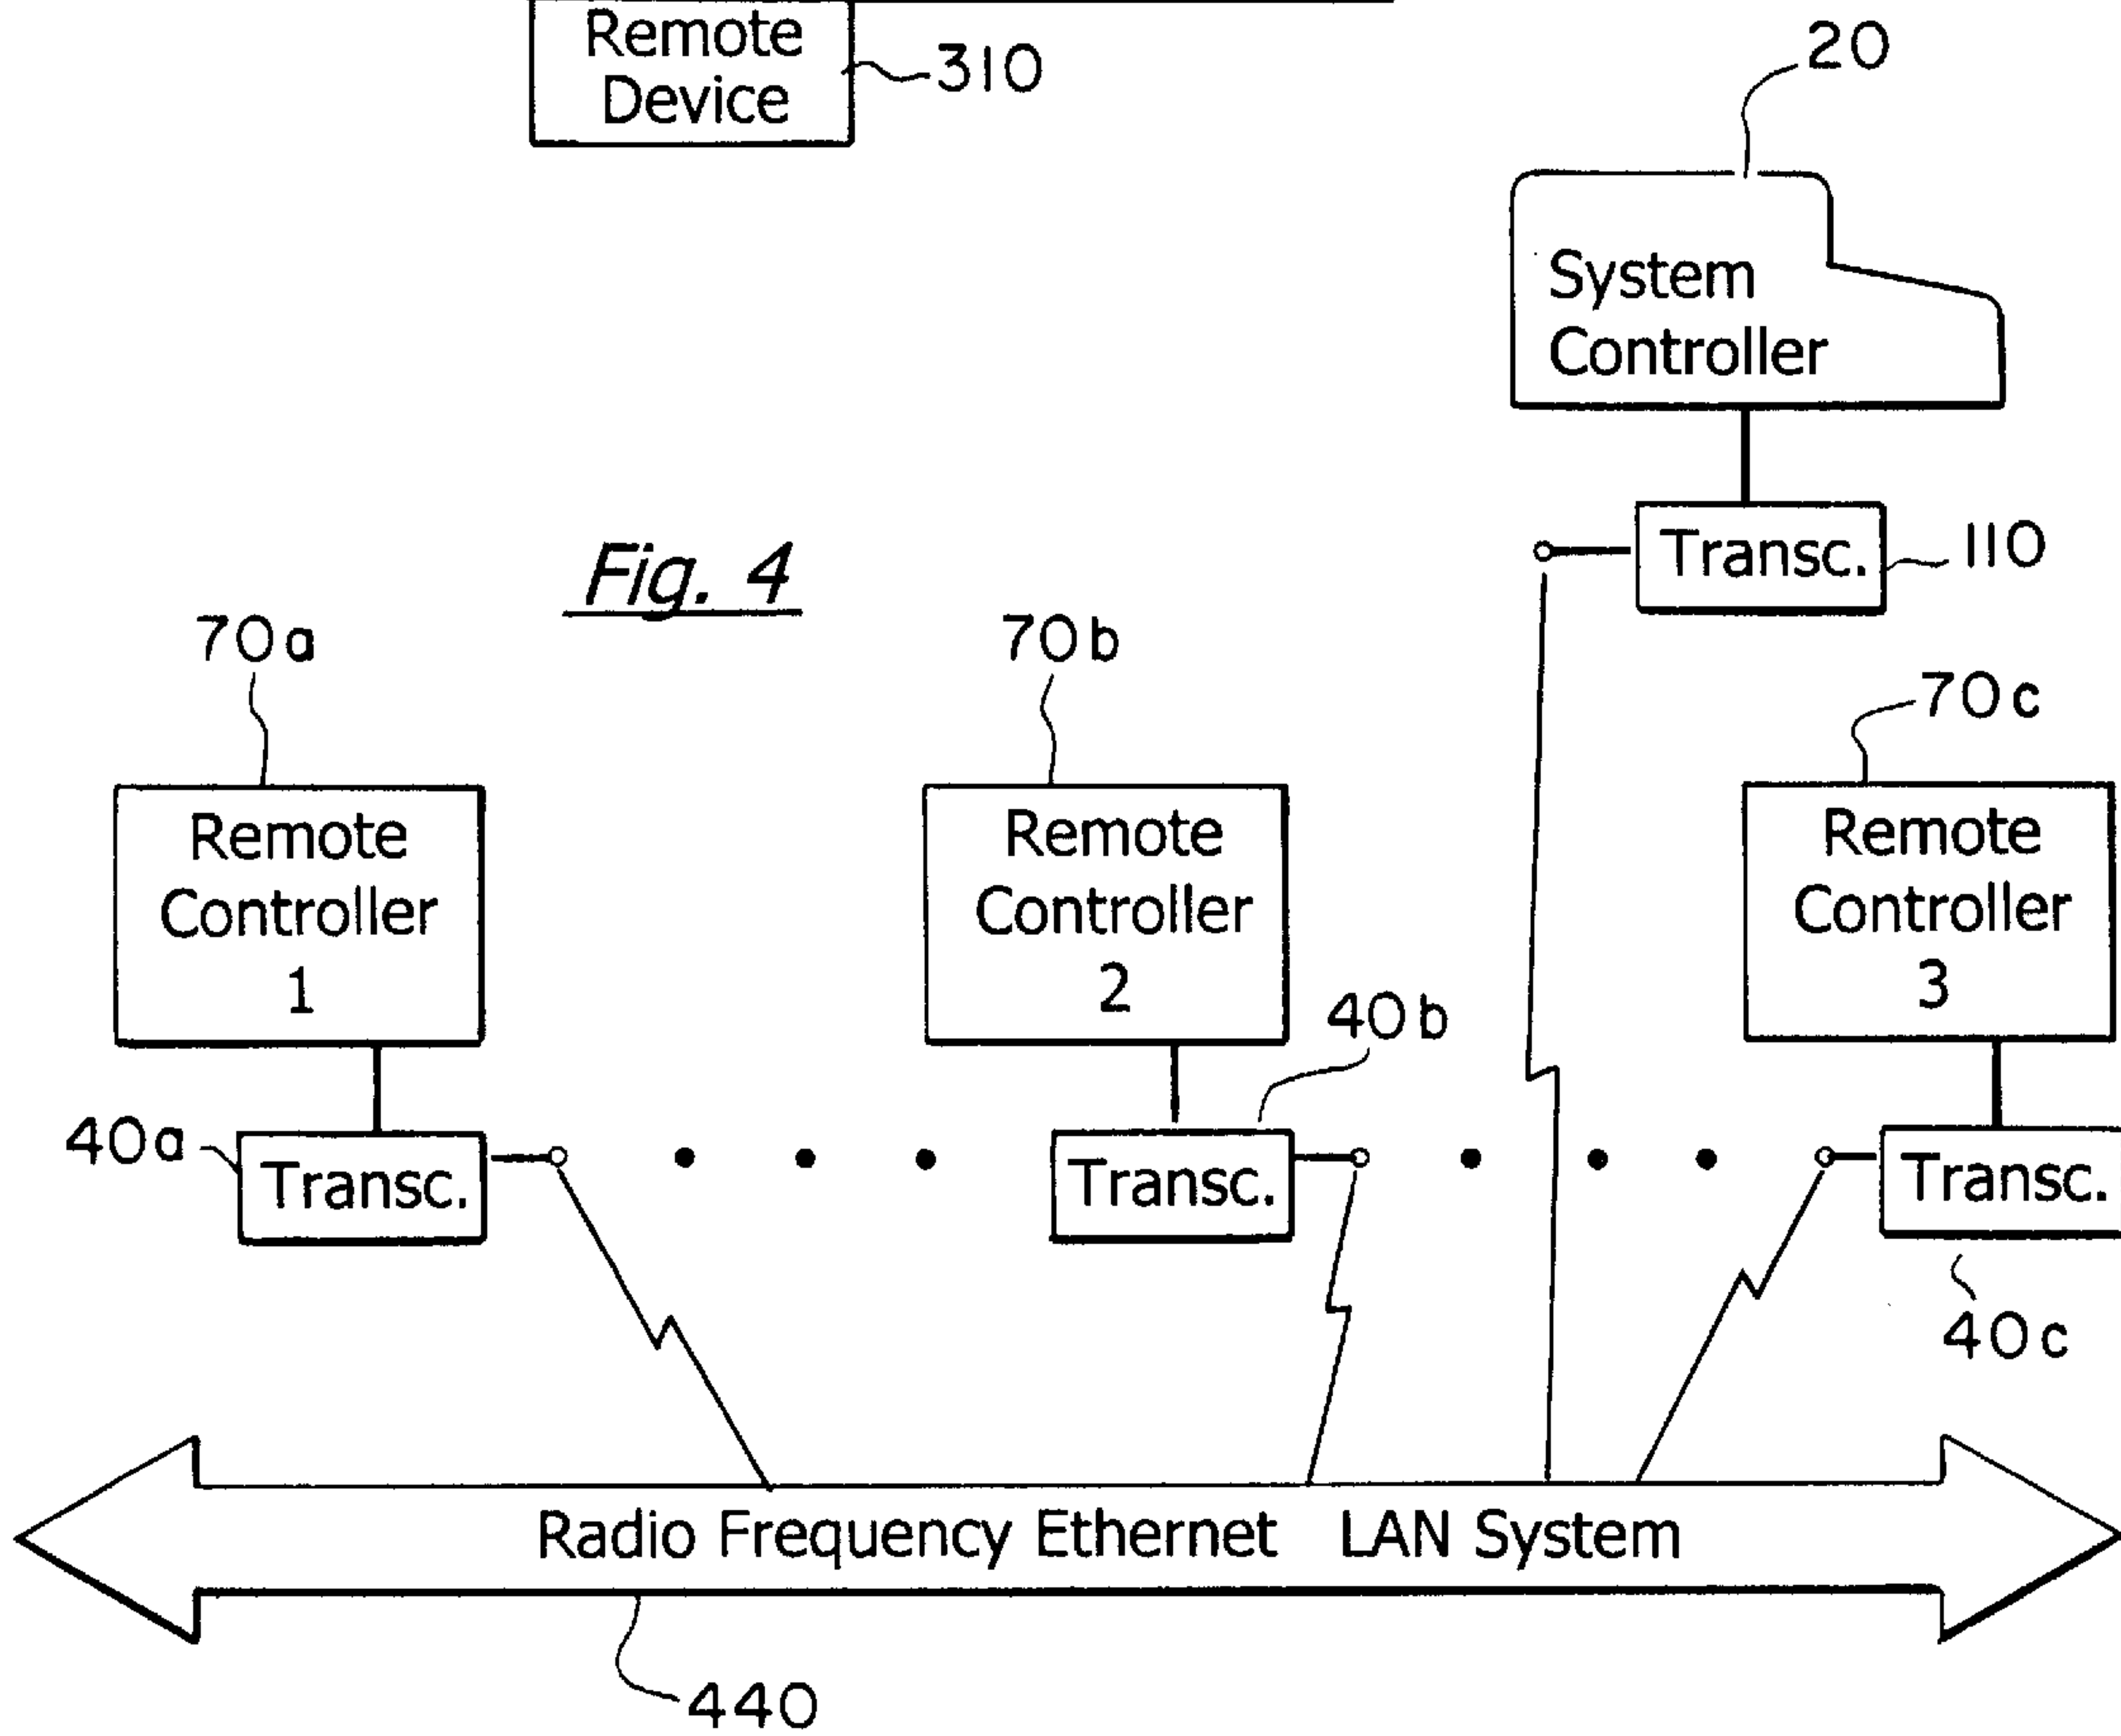 Remote
Device
310
20
System
Controller
Transc.
110
Fig. 4
70a
70b
70c
Remote
Controller
1
Remote
Controller
2
Remote
Controller
3
40a
Transc.
40b
Transc.
Transc.
40c
Radio Frequency Ethernet LAN System
440